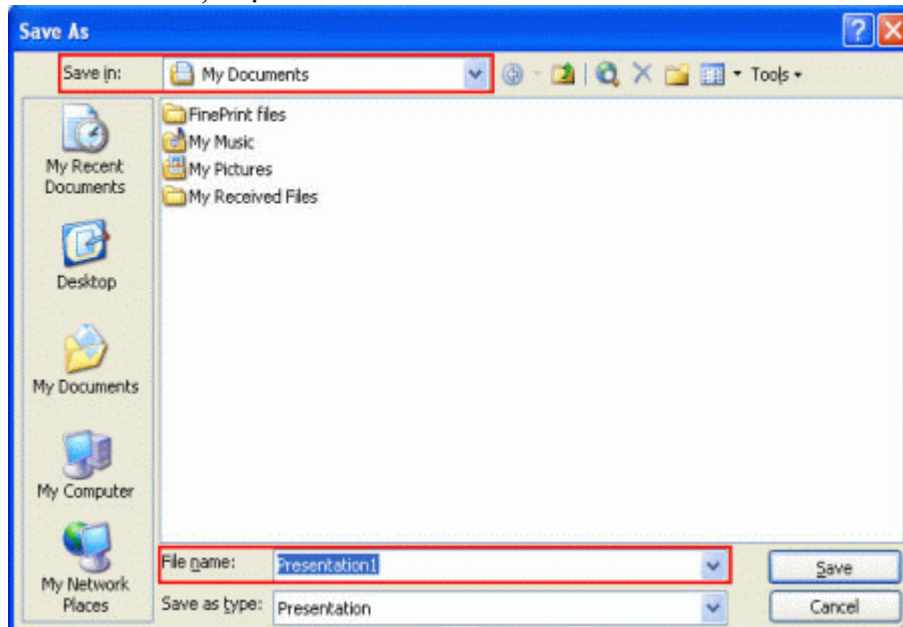 Save As
Save in:
My Documents
Tools
FinePrint files
My Music
My Pictures
My Received Files
My Recent
Documents
Desktop
My Documents
My Computer
My Network
Places
File name:
Presentation1
Save
Save as type:
Presentation
Cancel